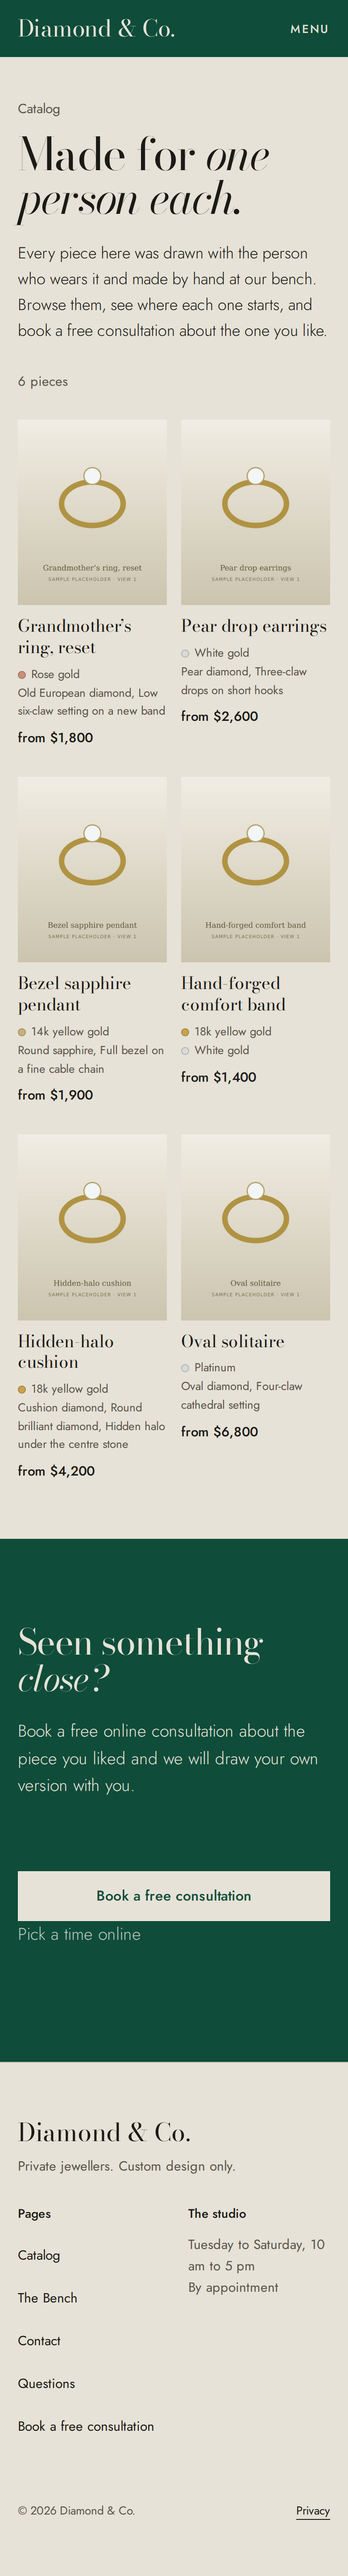 Diamond & Co.
MENU
Catalog
Made for one
person each.
Every piece here was drawn with the person
who wears it and made by hand at our bench.
Browse them, see where each one starts, and
book a free consultation about the one you like.
6 pieces
Grandmother's ring, reset
SAMPLE PLACEHOLDER · VIEW 1
Grandmother's
ring, reset
Rose gold
Old European diamond, Low
six-claw setting on a new band
from $1,800
Pear drop earrings
SAMPLE PLACEHOLDER · VIEW 1
Pear drop earrings
White gold
Pear diamond, Three-claw
drops on short hooks
from $2,600
Bezel sapphire pendant
SAMPLE PLACEHOLDER · VIEW 1
Bezel sapphire
pendant
14k yellow gold
Round sapphire, Full bezel on
a fine cable chain
from $1,900
Hand-forged comfort band
SAMPLE PLACEHOLDER · VIEW 1
Hand-forged
comfort band
18k yellow gold
White gold
from $1,400
Hidden-halo cushion
SAMPLE PLACEHOLDER · VIEW 1
Hidden-halo
cushion
18k yellow gold
Cushion diamond, Round
brilliant diamond, Hidden halo
under the centre stone
from $4,200
Oval solitaire
SAMPLE PLACEHOLDER · VIEW 1
Oval solitaire
Platinum
Oval diamond, Four-claw
cathedral setting
from $6,800
Seen something
close?
Book a free online consultation about the
piece you liked and we will draw your own
version with you.
Book a free consultation
Pick a time online
Diamond & Co.
Private jewellers. Custom design only.
Pages
Catalog
The Bench
Contact
Questions
Book a free consultation
The studio
Tuesday to Saturday, 10
am to 5 pm
By appointment
© 2026 Diamond & Co.
Privacy